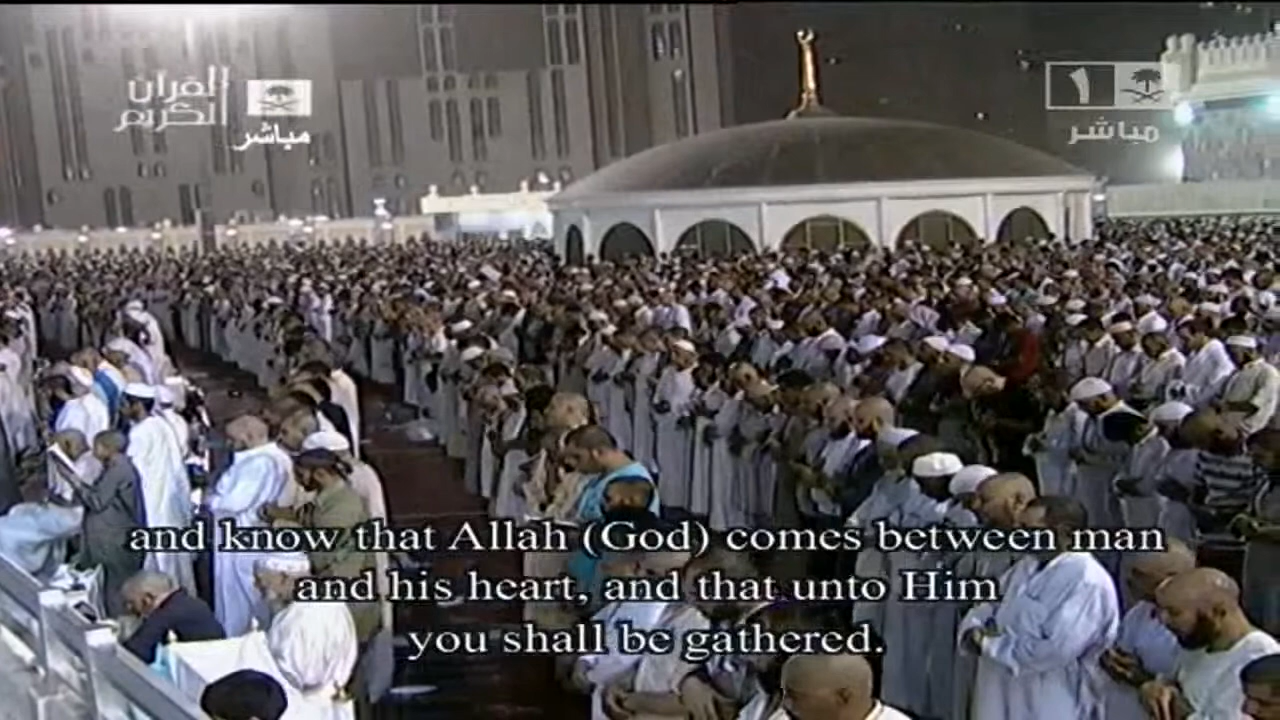 القرآن
الكريم
مباشر
١
مباشر
and know that Allah (God) comes between man
and his heart, and that unto Him
you shall be gathered.